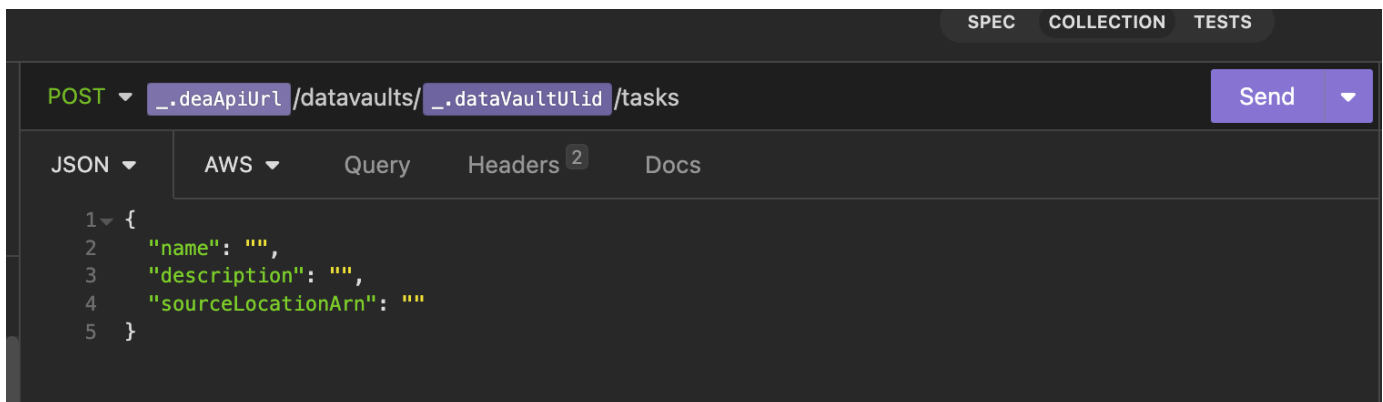 SPEC COLLECTION TESTS
POST _.deaApiUrl /datavaults/ _.dataVaultUlid /tasks Send
JSON AWS Query Headers 2 Docs
1 {
2 "name": "",
3 "description": "",
4 "sourceLocationArn": ""
5 }